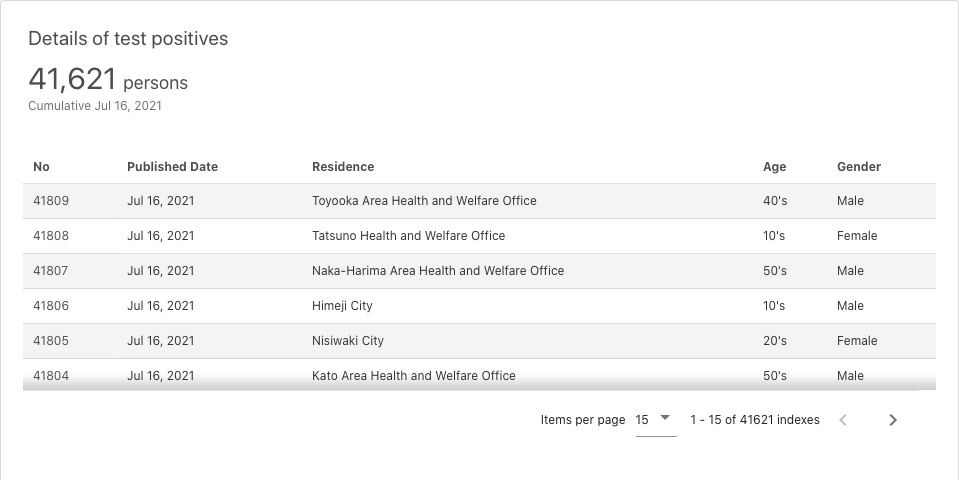 Details of test positives
41,621 persons
Cumulative Jul 16, 2021
No Published Date Residence Age Gender
41809 Jul 16, 2021 Toyooka Area Health and Welfare Office 40's Male
41808 Jul 16, 2021 Tatsuno Health and Welfare Office 10's Female
41807 Jul 16, 2021 Naka-Harima Area Health and Welfare Office 50's Male
41806 Jul 16, 2021 Himeji City 10's Male
41805 Jul 16, 2021 Nisiwaki City 20's Female
41804 Jul 16, 2021 Kato Area Health and Welfare Office 50's Male
Items per page 15 1 - 15 of 41621 indexes